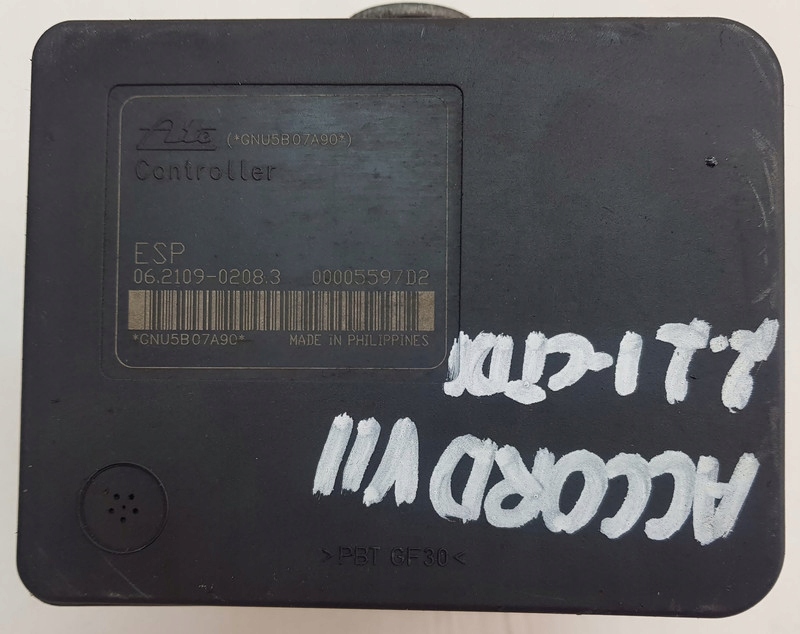 Ate (*GNU5B07A90*)
Controller
ESP
06.2109-0208.3 00005597D2
*GNU5B07A90* MADE IN PHILIPPINES
ACCORD VIII
2.2 I-CTDI
>PBT GF30<